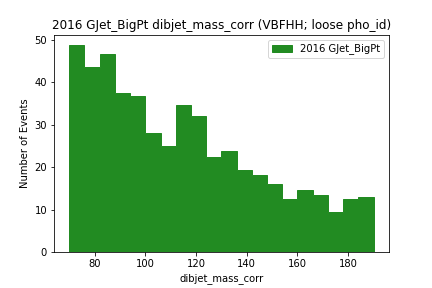 2016 GJet_BigPt dibjet_mass_corr (VBFHH; loose pho_id)
2016 GJet_BigPt
Number of Events
50
40
30
20
10
0
80 100 120 140 160 180
dibjet_mass_corr